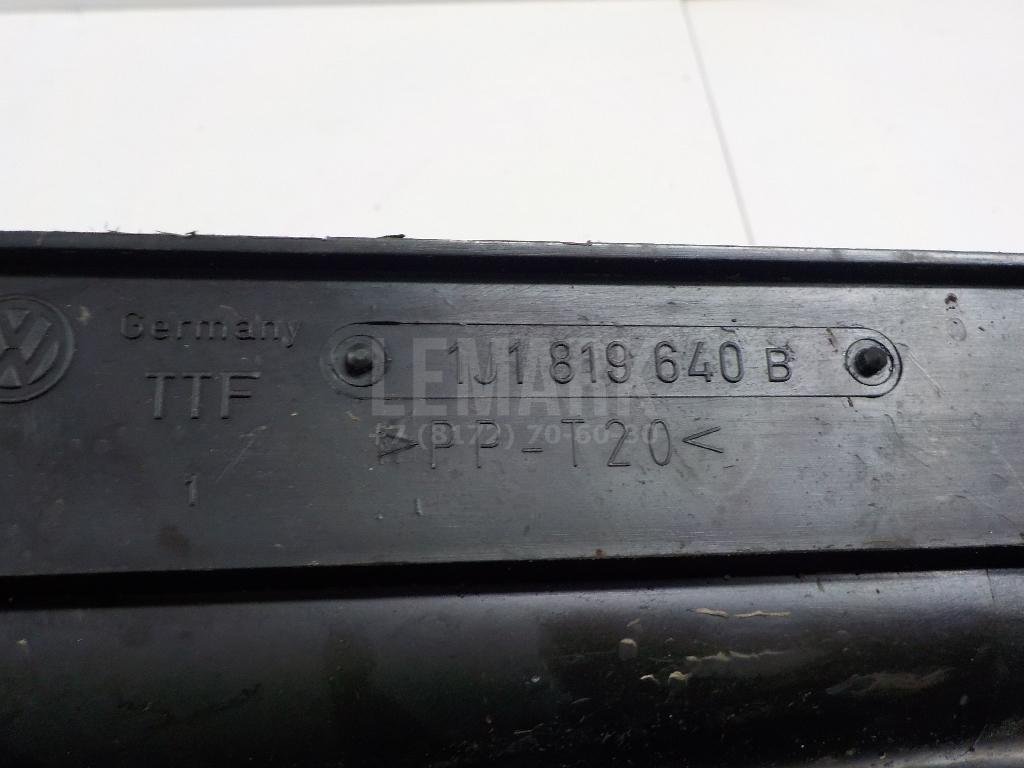 Germany
TTF
1
1J1 819 640 B
>PP-T20<
LEMARK
+7 (8172) 70-60-30